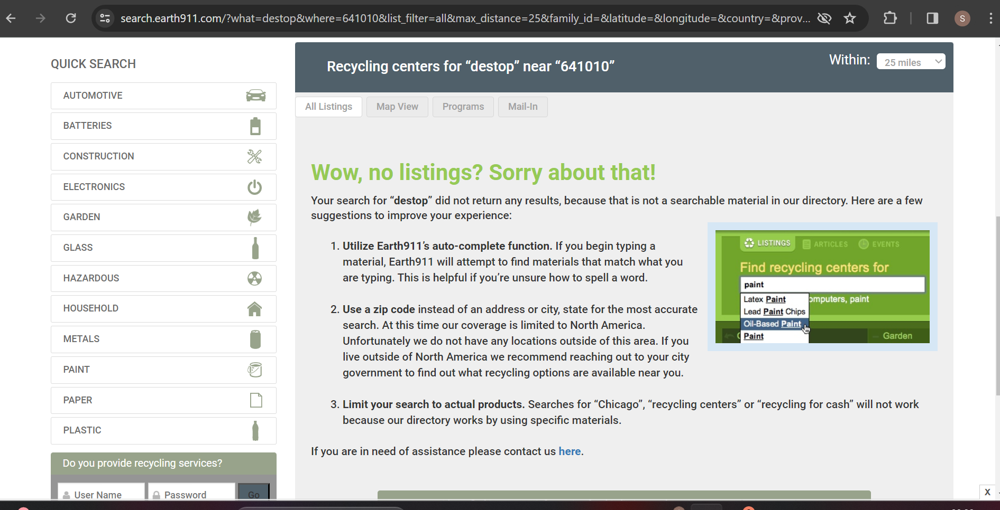 search.earth911.com/?what=destop&where=641010&list_filter=all&max_distance=25&family_id=&latitude=&longitude=&country=&prov...
S
QUICK SEARCH
AUTOMOTIVE
BATTERIES
CONSTRUCTION
ELECTRONICS
GARDEN
GLASS
HAZARDOUS
HOUSEHOLD
METALS
PAINT
PAPER
PLASTIC
Do you provide recycling services?
User Name
Password
Go
Recycling centers for “destop” near “641010”
Within:
25 miles
All Listings
Map View
Programs
Mail-In
Wow, no listings? Sorry about that!
Your search for “destop” did not return any results, because that is not a searchable material in our directory. Here are a few
suggestions to improve your experience:
1. Utilize Earth911’s auto-complete function. If you begin typing a
material, Earth911 will attempt to find materials that match what you
are typing. This is helpful if you’re unsure how to spell a word.
2. Use a zip code instead of an address or city, state for the most accurate
search. At this time our coverage is limited to North America.
Unfortunately we do not have any locations outside of this area. If you
live outside of North America we recommend reaching out to your city
government to find out what recycling options are available near you.
3. Limit your search to actual products. Searches for “Chicago”, “recycling centers” or “recycling for cash” will not work
because our directory works by using specific materials.
If you are in need of assistance please contact us here.
LISTINGS
ARTICLES
EVENTS
Find recycling centers for
paint
Latex Paint
omputers, paint
Lead Paint Chips
Oil-Based Paint
Paint
Garden
X